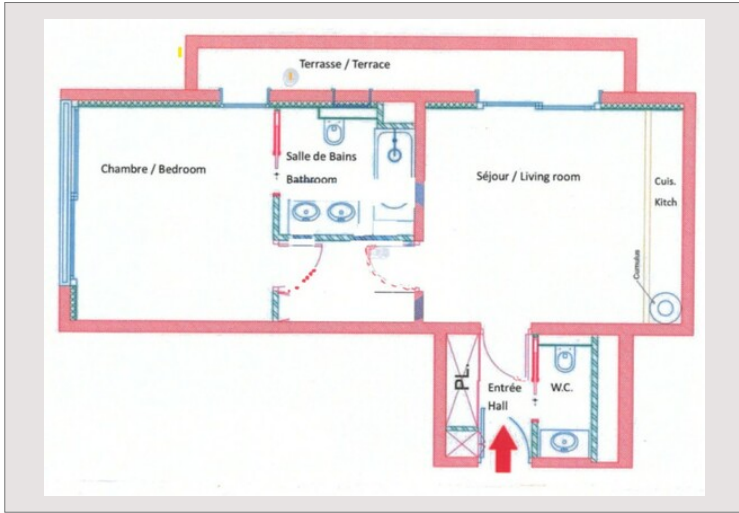 Terrasse / Terrace
Chambre / Bedroom
Salle de Bains
Bathroom
Séjour / Living room
Cuis.
Kitch
Cumulus
PL.
Entrée
Hall
W.C.